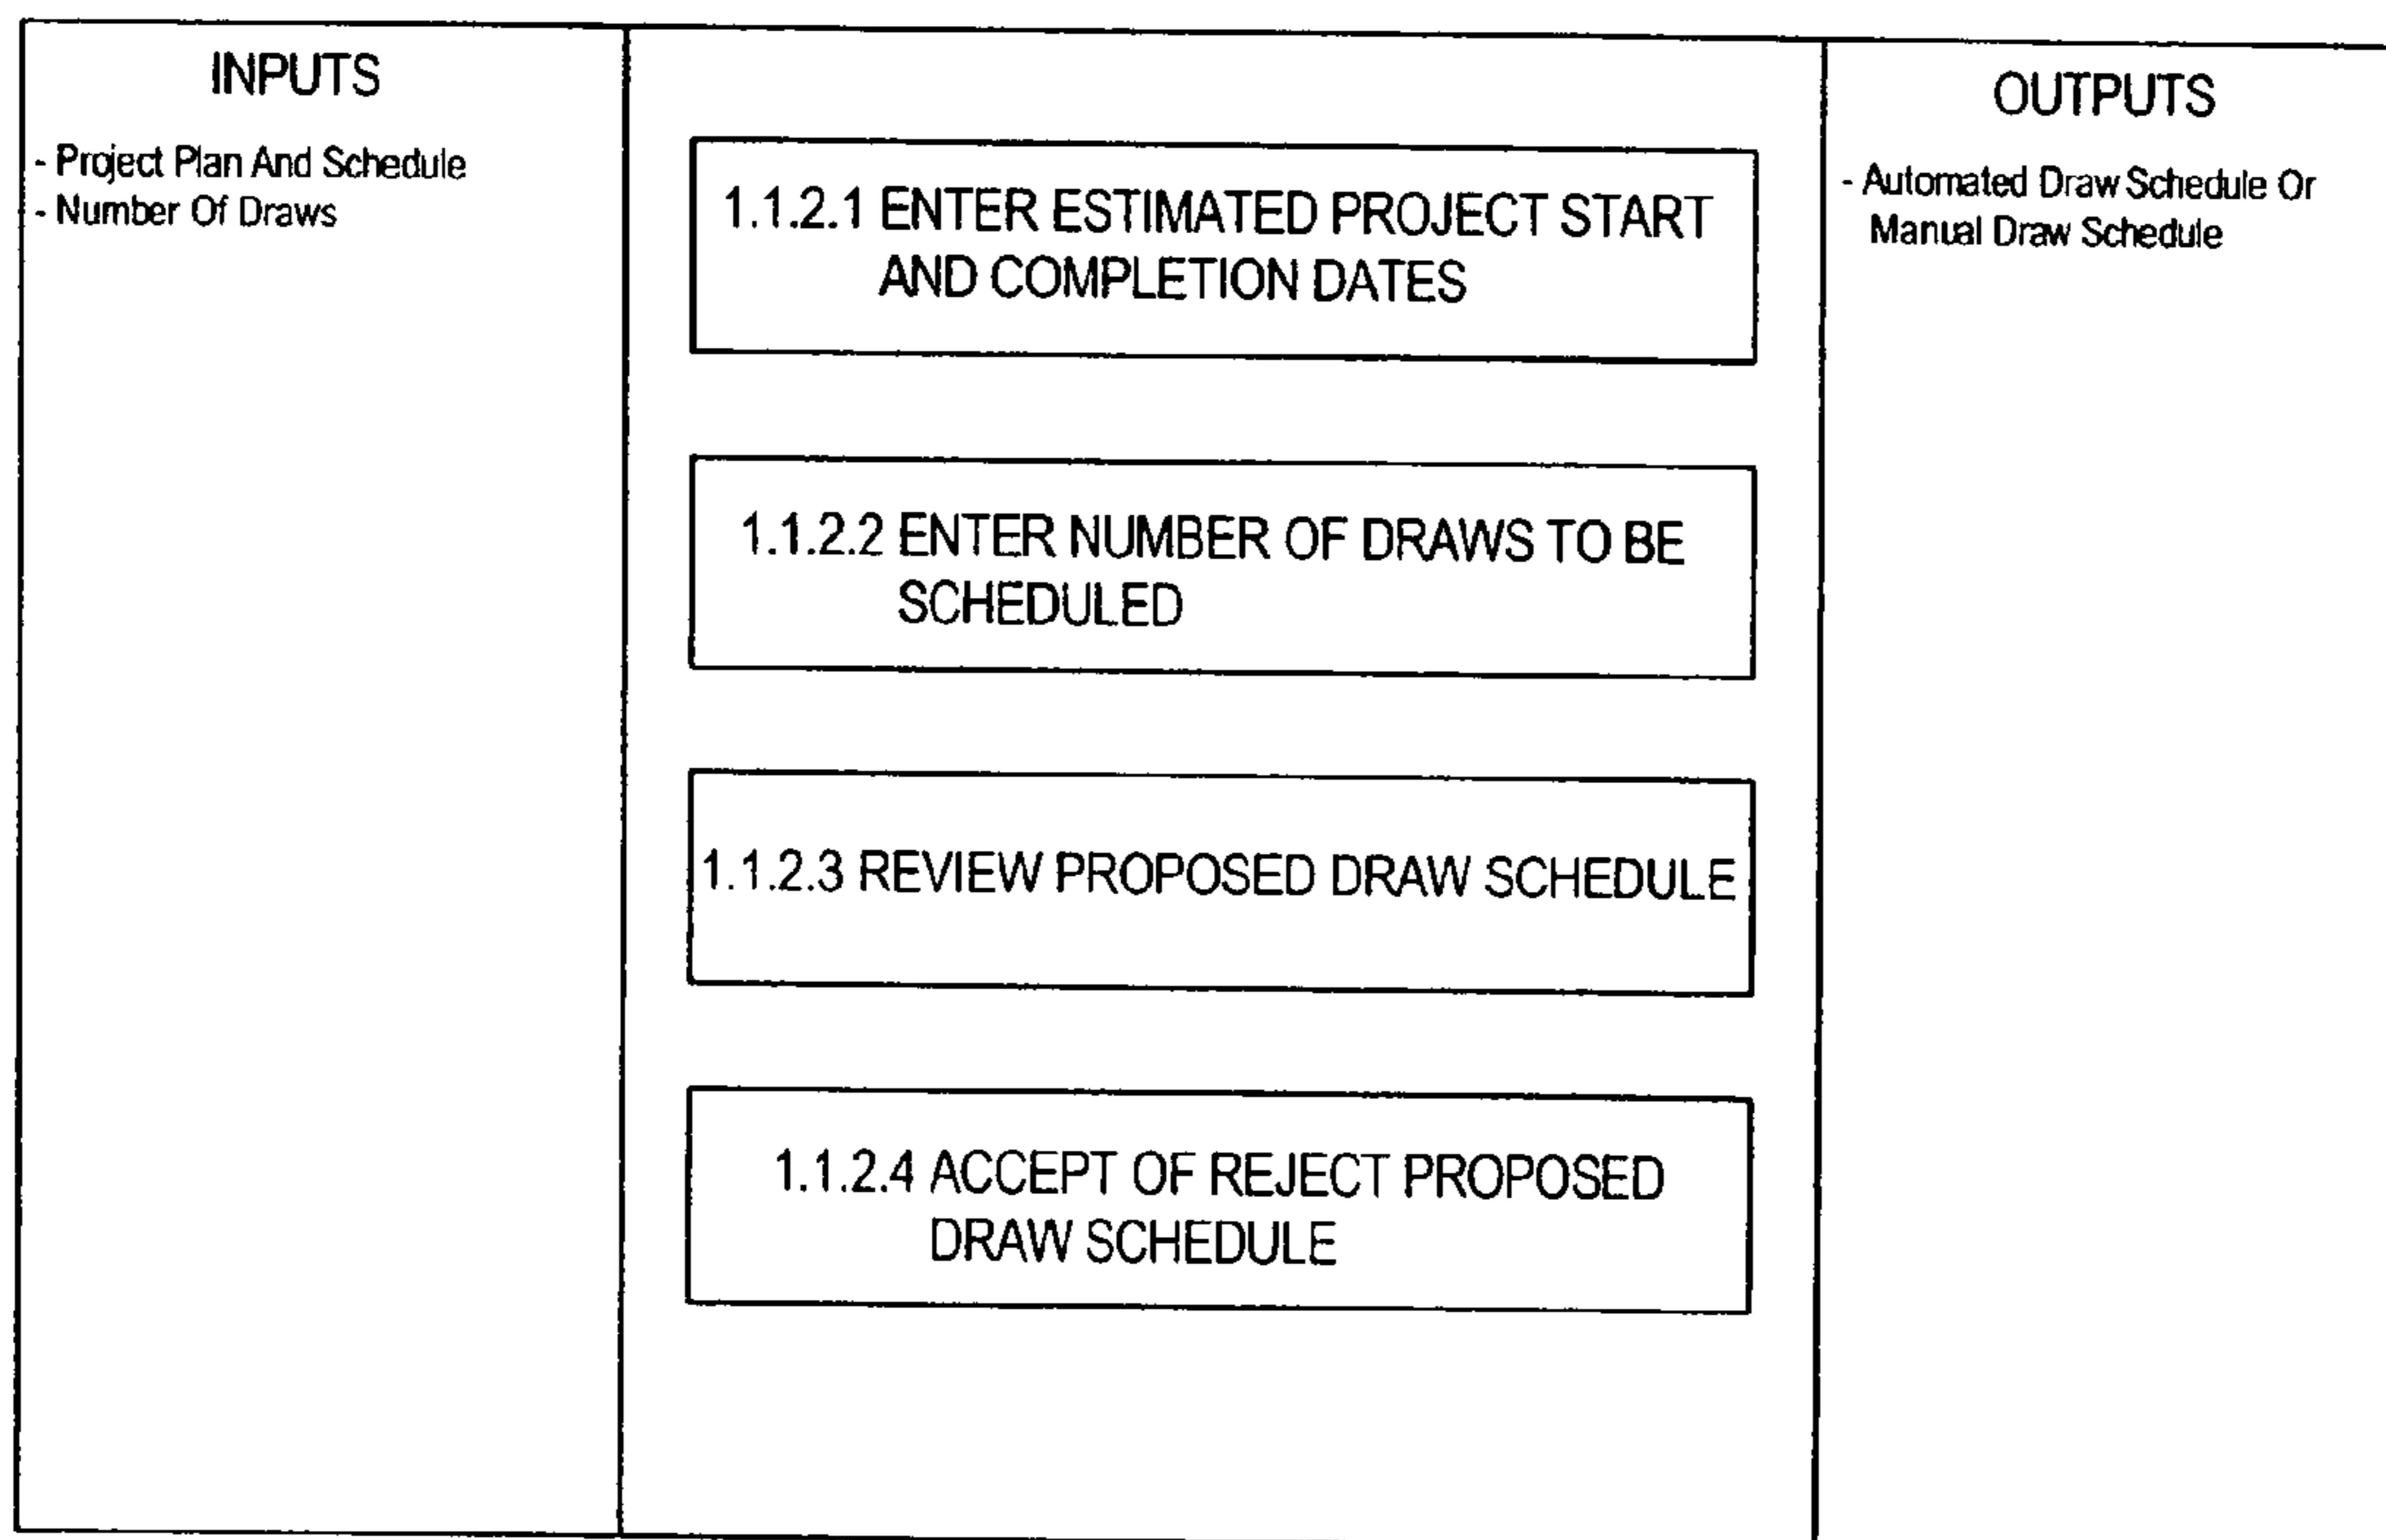 INPUTS
- Project Plan And Schedule
- Number Of Draws
1.1.2.1 ENTER ESTIMATED PROJECT START
AND COMPLETION DATES
1.1.2.2 ENTER NUMBER OF DRAWS TO BE
SCHEDULED
1.1.2.3 REVIEW PROPOSED DRAW SCHEDULE
1.1.2.4 ACCEPT OF REJECT PROPOSED
DRAW SCHEDULE
OUTPUTS
- Automated Draw Schedule Or
Manual Draw Schedule